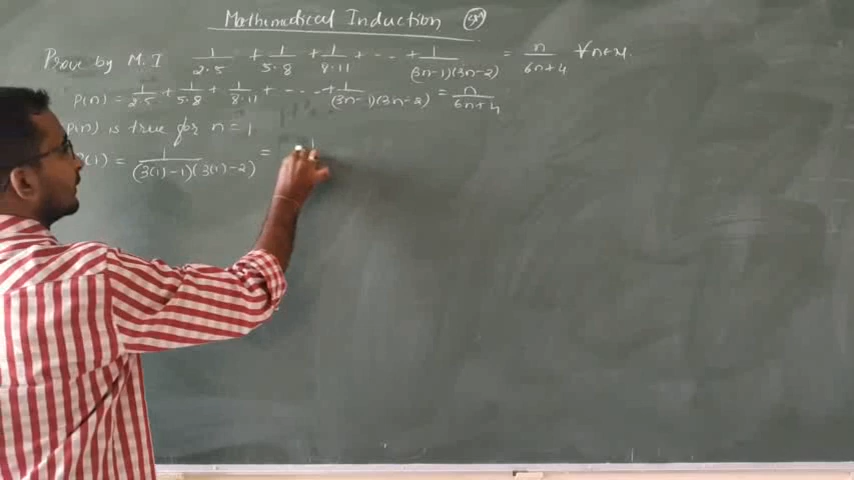 Mathematical Induction
Prove by M.I 1/2.5 + 1/5.8 + 1/8.11 + ... + 1/(3n-1)(3n-2) = n/6n+4 ∀n∈N.
P(n) = 1/2.5 + 1/5.8 + 1/8.11 + ... + 1/(3n-1)(3n-2) = n/6n+4
P(n) is true for n = 1
(1) = 1/(3(1)-1)(3(1)-2) =